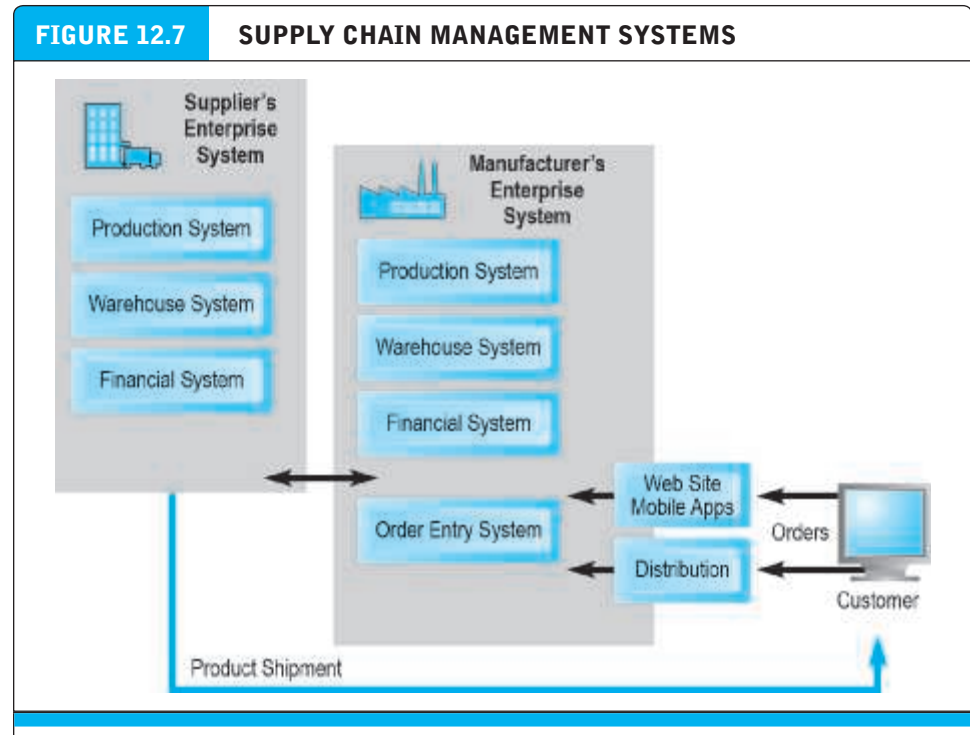 FIGURE 12.7 SUPPLY CHAIN MANAGEMENT SYSTEMS
Supplier's
Enterprise
System
Production System
Warehouse System
Financial System
Manufacturer's
Enterprise
System
Production System
Warehouse System
Financial System
Order Entry System
Web Site
Mobile Apps
Distribution
Orders
Customer
Product Shipment